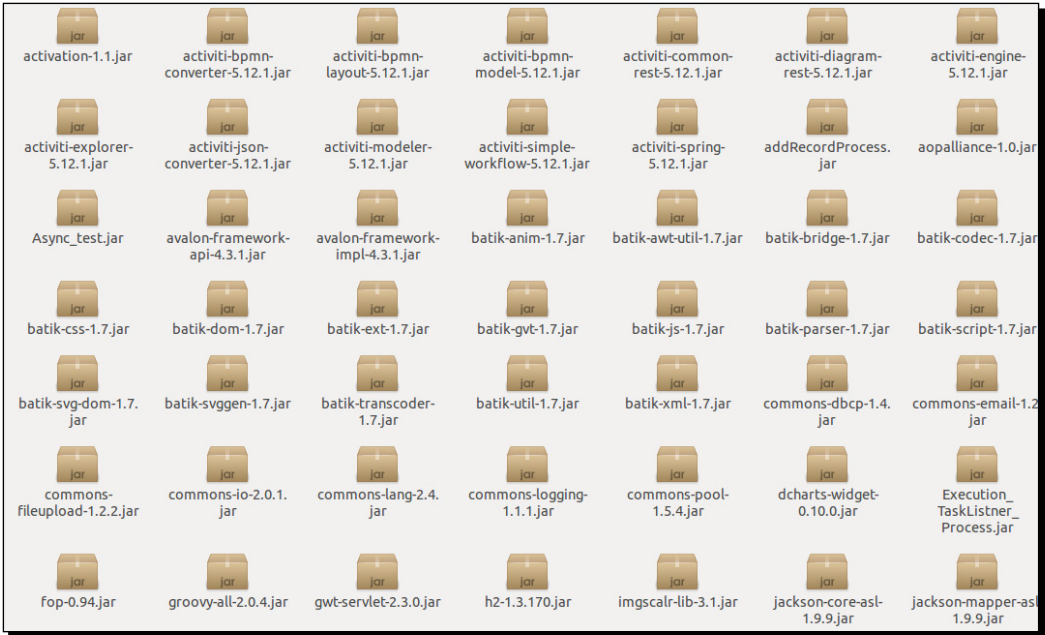 jar jar jar jar jar jar jar
activation-1.1.jar
activiti-bpmn-
converter-5.12.1.jar
activiti-bpmn-
layout-5.12.1.jar
activiti-bpmn-
model-5.12.1.jar
activiti-common-
rest-5.12.1.jar
activiti-diagram-
rest-5.12.1.jar
activiti-engine-
5.12.1.jar
jar jar jar jar jar jar jar
activiti-explorer-
5.12.1.jar
activiti-json-
converter-5.12.1.jar
activiti-modeler-
5.12.1.jar
activiti-simple-
workflow-5.12.1.jar
activiti-spring-
5.12.1.jar
addRecordProcess.
jar
aopalliance-1.0.jar
jar jar jar jar jar jar jar
Async_test.jar
avalon-framework-
api-4.3.1.jar
avalon-framework-
impl-4.3.1.jar
batik-anim-1.7.jar
batik-awt-util-1.7.jar
batik-bridge-1.7.jar
batik-codec-1.7.jar
jar jar jar jar jar jar jar
batik-css-1.7.jar
batik-dom-1.7.jar
batik-ext-1.7.jar
batik-gvt-1.7.jar
batik-js-1.7.jar
batik-parser-1.7.jar
batik-script-1.7.jar
jar jar jar jar jar jar jar
batik-svg-dom-1.7.
jar
batik-svggen-1.7.jar
batik-transcoder-
1.7.jar
batik-util-1.7.jar
batik-xml-1.7.jar
commons-dbcp-1.4.
jar
commons-email-1.2
jar
jar jar jar jar jar jar jar
commons-
fileupload-1.2.2.jar
commons-io-2.0.1.
jar
commons-lang-2.4.
jar
commons-logging-
1.1.1.jar
commons-pool-
1.5.4.jar
dcharts-widget-
0.10.0.jar
Execution_
TaskListner_
Process.jar
jar jar jar jar jar jar jar
fop-0.94.jar
groovy-all-2.0.4.jar
gwt-servlet-2.3.0.jar
h2-1.3.170.jar
imgscalr-lib-3.1.jar
jackson-core-asl-
1.9.9.jar
jackson-mapper-asl
1.9.9.jar